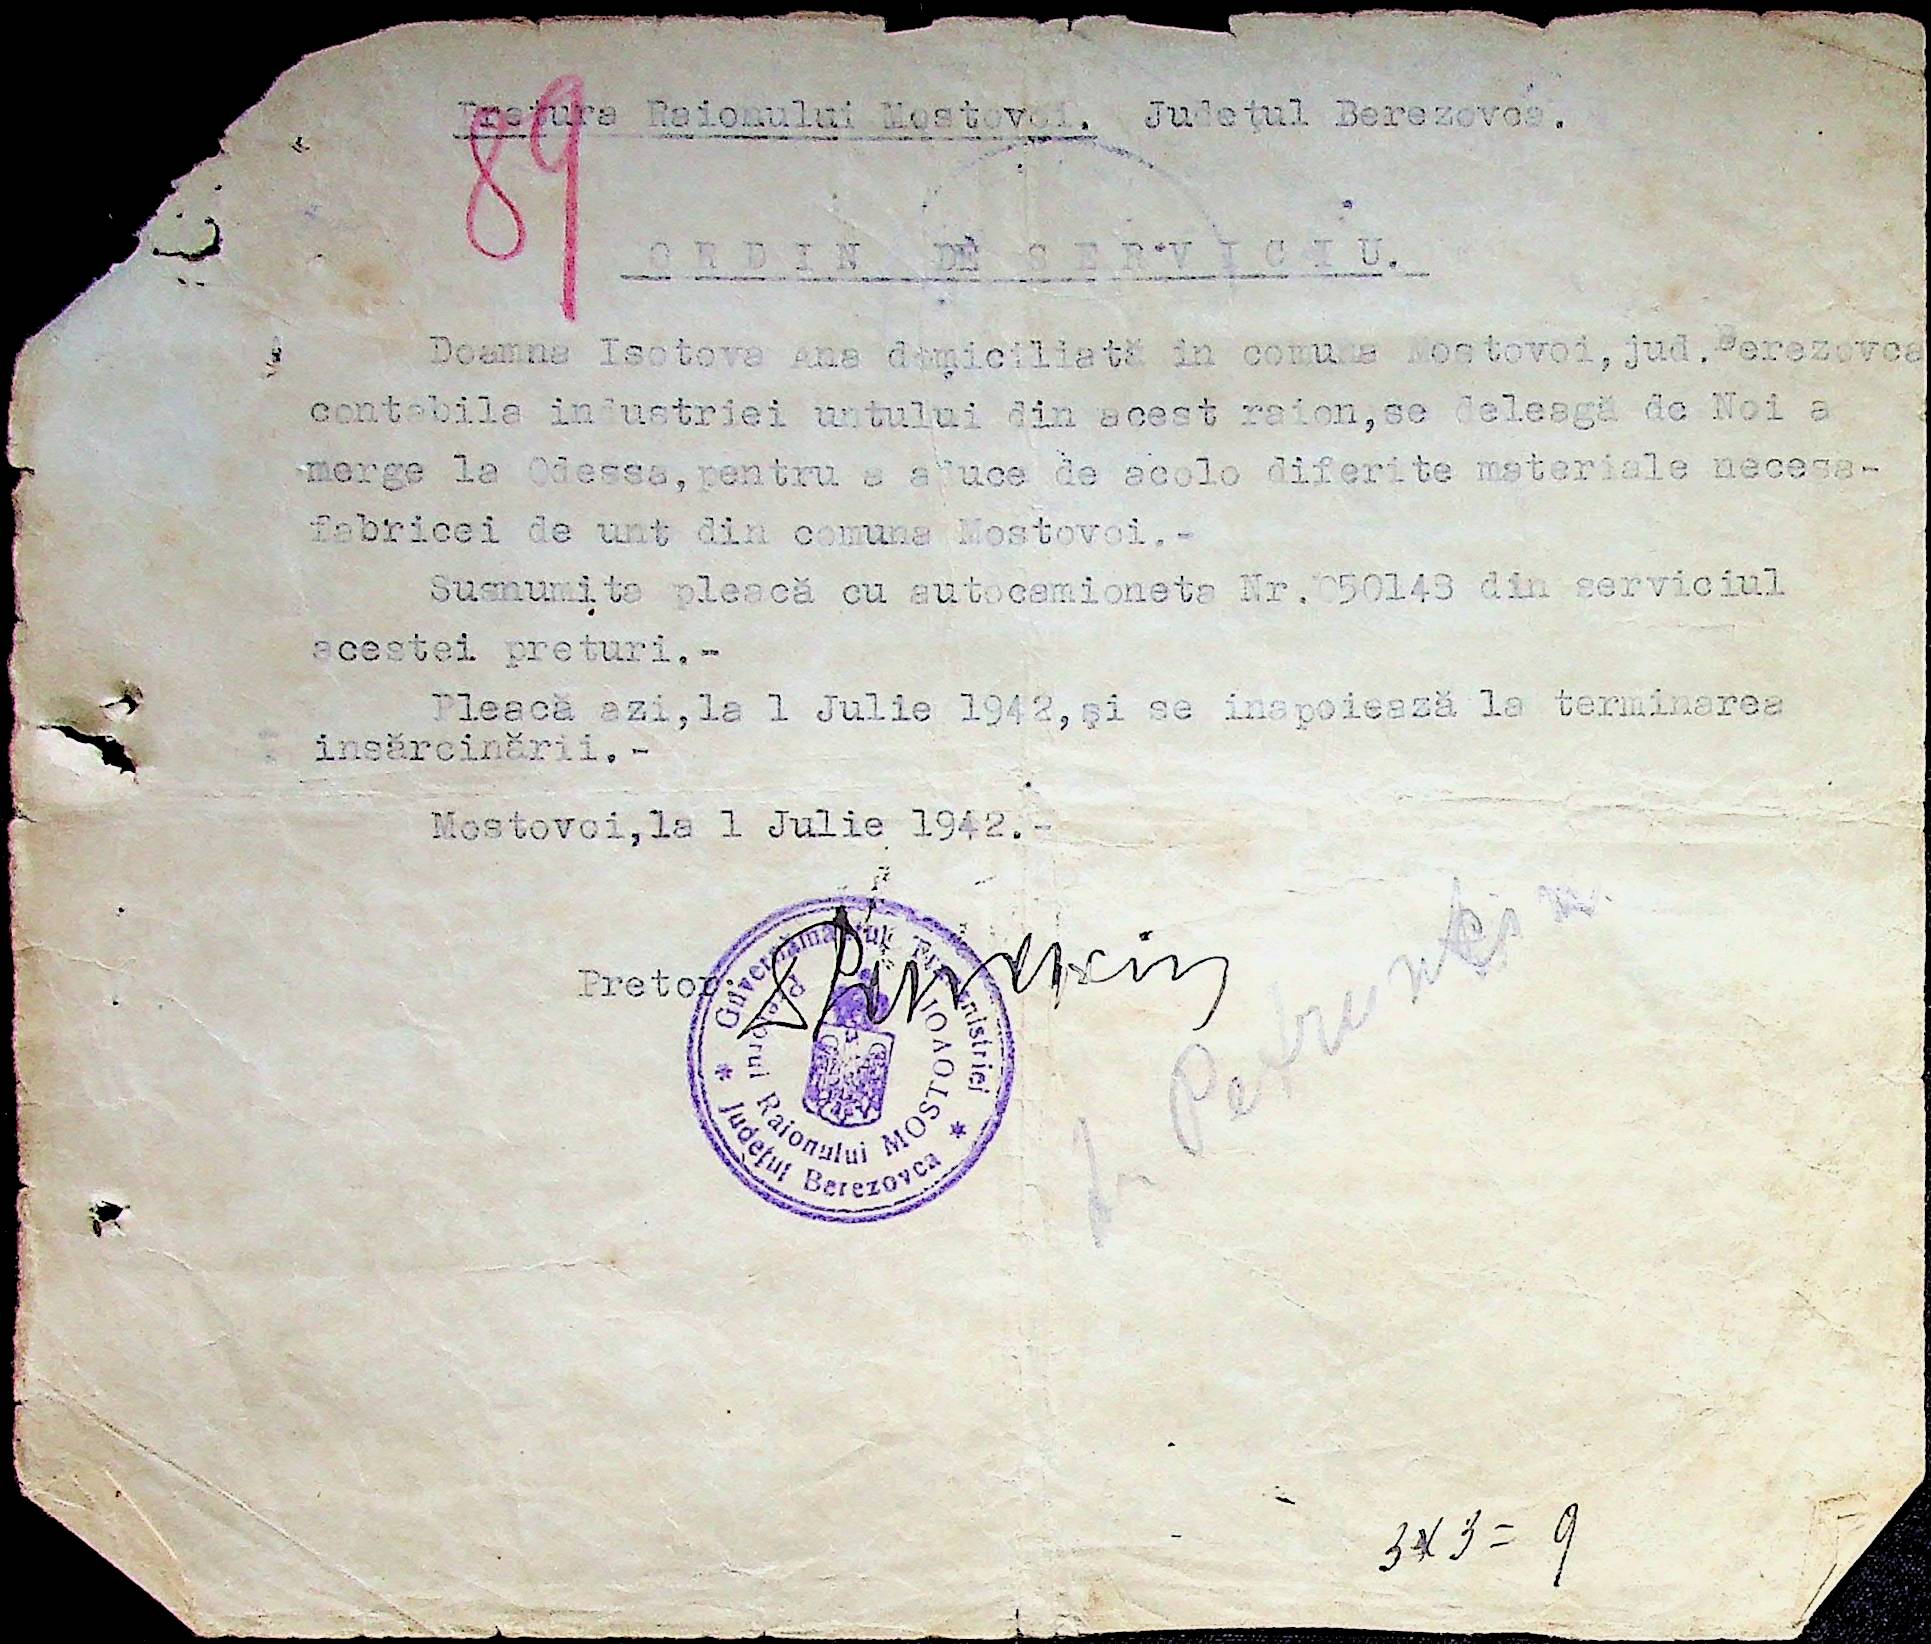 89
Pretura Raionului Mostovoi. Judeţul Berezovca.
ORDIN DE SERVICIU.
Doamna Isotova Ana domiciliată in comuna Mostovoi, jud. Berezovca
contabila industriei untului din acest raion, se deleagă de Noi a
merge la Odessa, pentru a aduce de acolo diferite materiale necesa-
fabricei de unt din comuna Mostovoi.-
Susnumita pleacă cu autocamioneta Nr. 050148 din serviciul
acestei preturi.-
Pleacă azi, la 1 Julie 1942, şi se inapoiează la terminarea
insărcinării.-
Mostovoi, la 1 Julie 1942.-
Pretor,
Guvernământul Transnistriei
Pretorul Raionului MOSTOVOI
* Judeţul Berezovca *
Petrunkin
3x3= 9